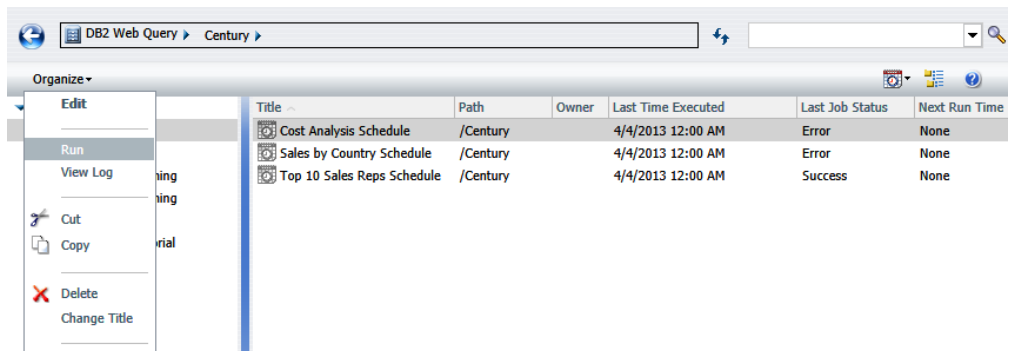 DB2 Web Query Century
Organize
Edit
Run
View Log
ning
ning
Cut
Copy
rial
Delete
Change Title
Title Path Owner Last Time Executed Last Job Status Next Run Time
Cost Analysis Schedule /Century 4/4/2013 12:00 AM Error None
Sales by Country Schedule /Century 4/4/2013 12:00 AM Error None
Top 10 Sales Reps Schedule /Century 4/4/2013 12:00 AM Success None